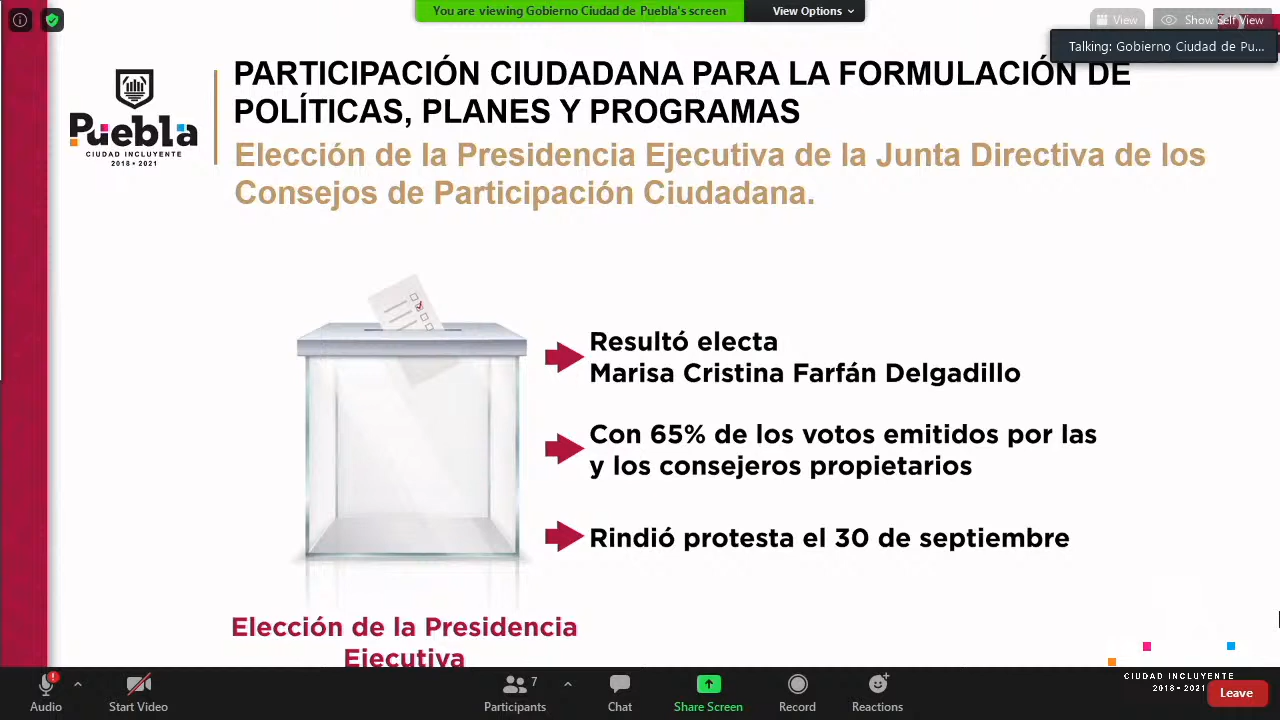 You are viewing Gobierno Ciudad de Puebla's screen
View Options
View
Show Self View
Talking: Gobierno Ciudad de Pu...
PARTICIPACIÓN CIUDADANA PARA LA FORMULACIÓN DE
POLÍTICAS, PLANES Y PROGRAMAS
Puebla
CIUDAD INCLUYENTE
2018 • 2021
Elección de la Presidencia Ejecutiva de la Junta Directiva de los
Consejos de Participación Ciudadana.
Resultó electa
Marisa Cristina Farfán Delgadillo
Con 65% de los votos emitidos por las
y los consejeros propietarios
Rindió protesta el 30 de septiembre
Elección de la Presidencia
Ejecutiva
CIUDAD INCLUYENTE
2018 • 2021
Audio
Start Video
7
Participants
Chat
Share Screen
Record
Reactions
Leave